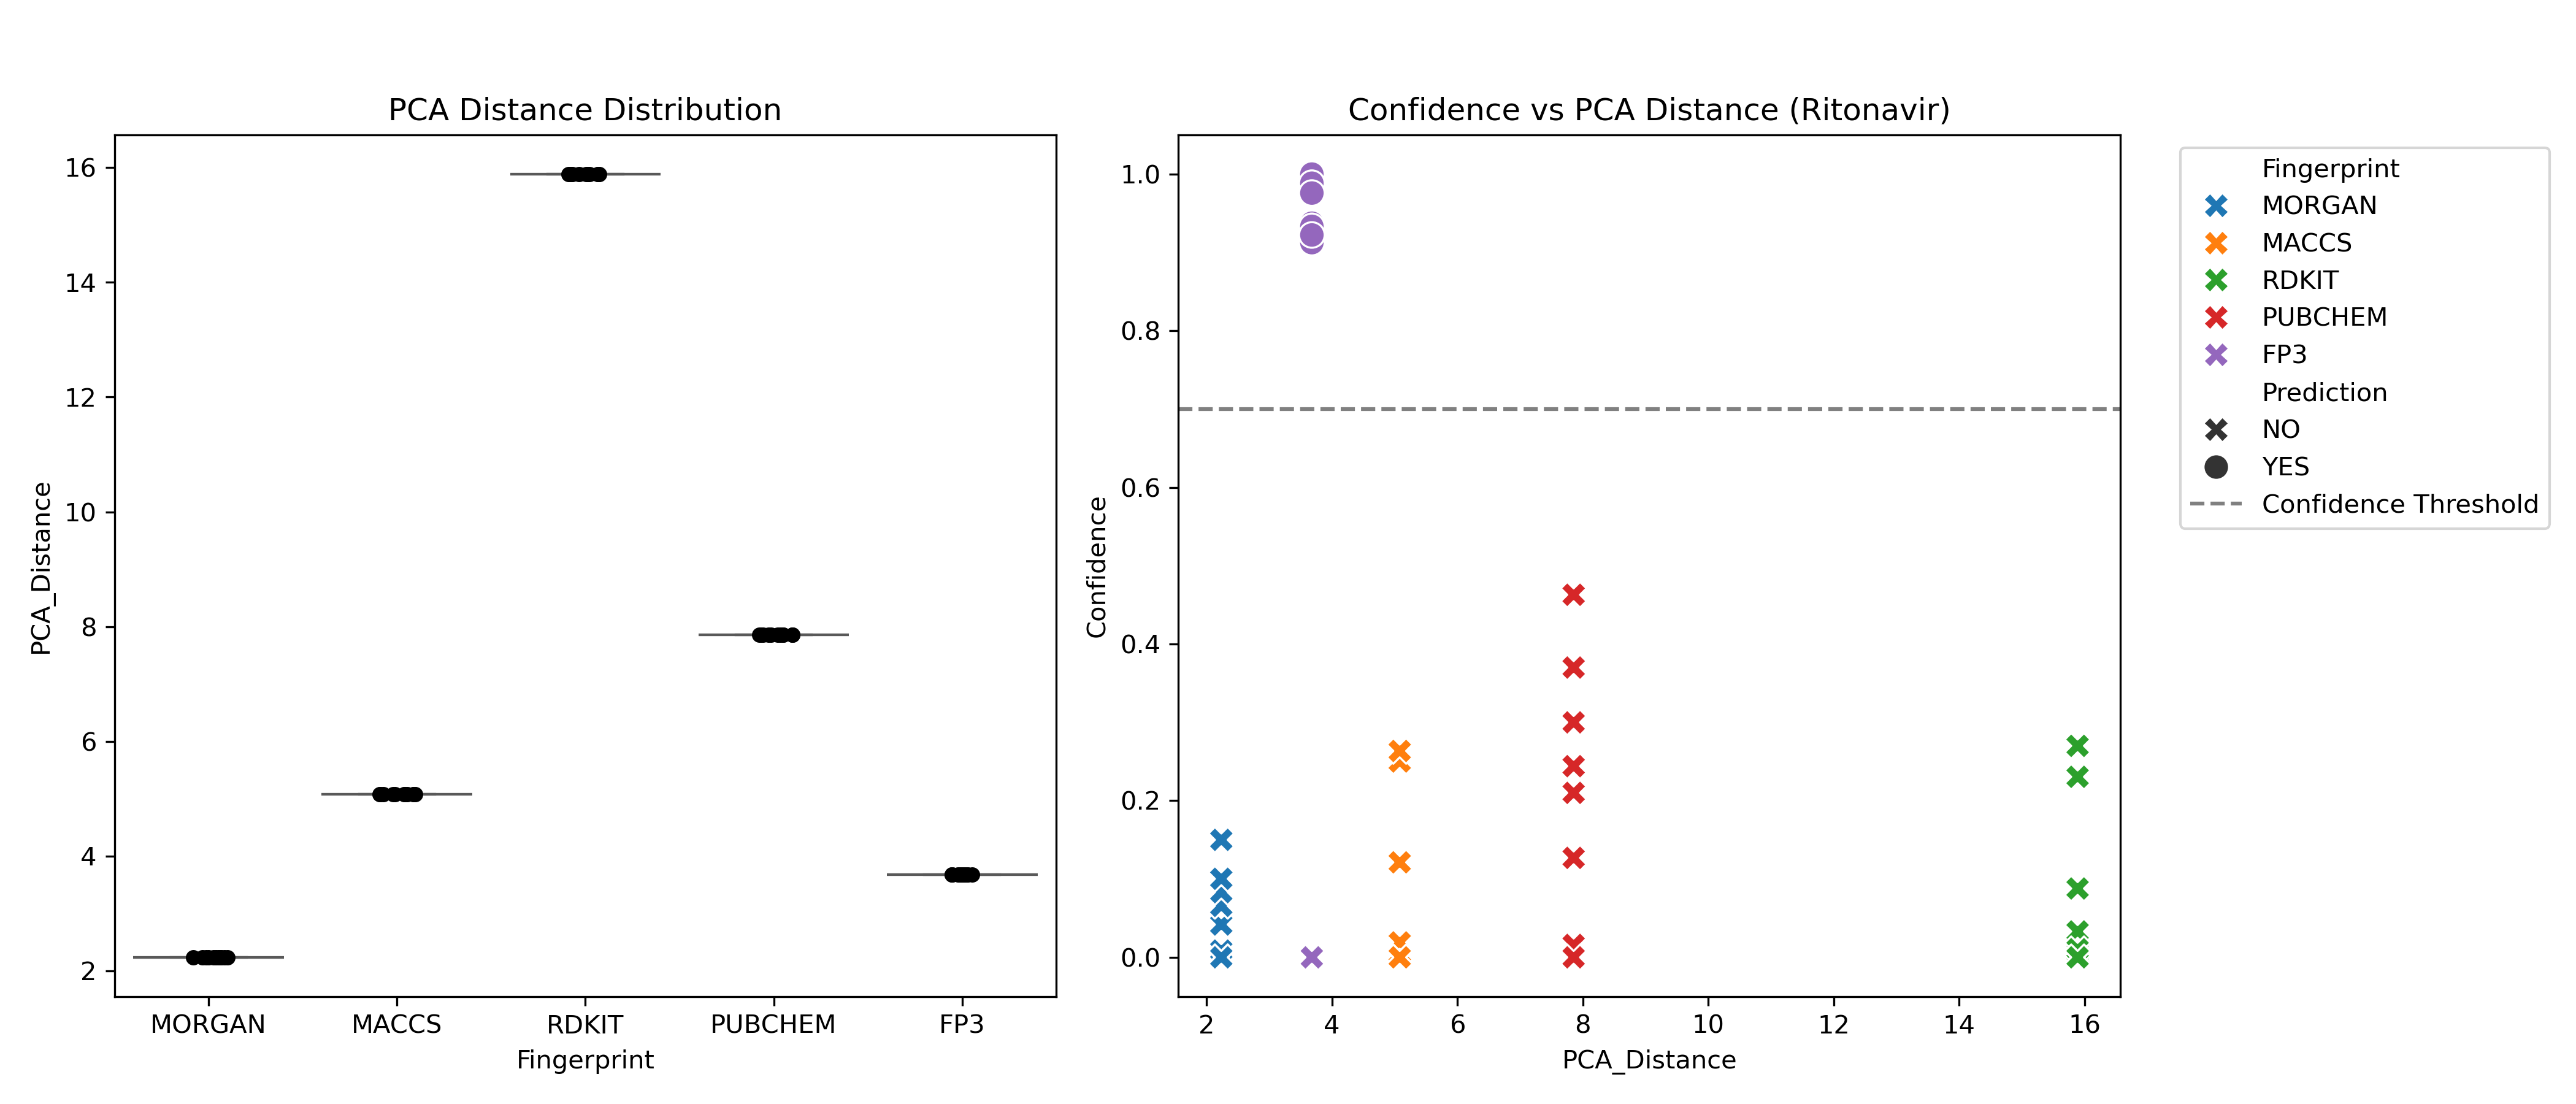 PCA Distance Distribution
PCA_Distance
16
14
12
10
8
6
4
2
MORGAN
MACCS
RDKIT
PUBCHEM
FP3
Fingerprint
Confidence vs PCA Distance (Ritonavir)
Confidence
1.0
0.8
0.6
0.4
0.2
0.0
2
4
6
8
10
12
14
16
PCA_Distance
Fingerprint
MORGAN
MACCS
RDKIT
PUBCHEM
FP3
Prediction
NO
YES
Confidence Threshold